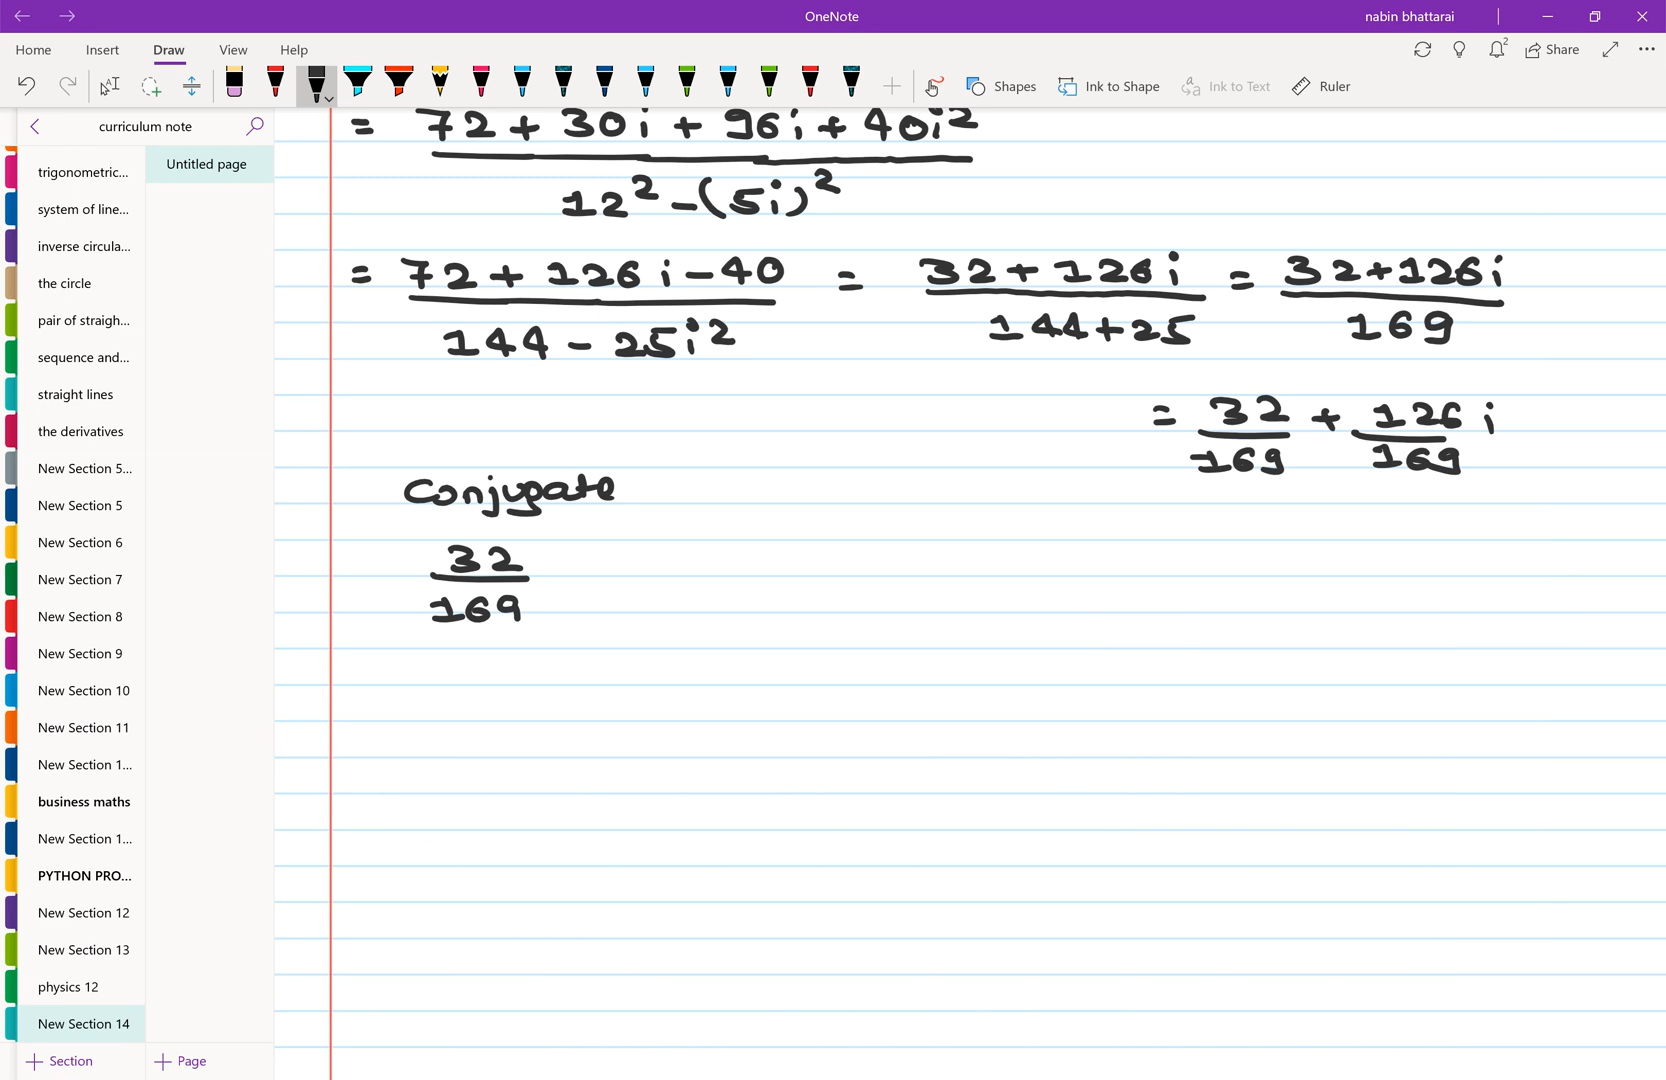 OneNote
nabin bhattarai
Home Insert Draw View Help
2
Share
Shapes
Ink to Shape
Ink to Text
Ruler
curriculum note
Untitled page
trigonometric...
system of line...
inverse circula...
the circle
pair of straigh...
sequence and...
straight lines
the derivatives
New Section 5...
New Section 5
New Section 6
New Section 7
New Section 8
New Section 9
New Section 10
New Section 11
New Section 1...
business maths
New Section 1...
PYTHON PRO...
New Section 12
New Section 13
physics 12
New Section 14
Section
Page
= 72 + 30i + 96i + 40i²
12² - (5i)²
= 72 + 126i - 40 = 32 + 126i = 32 + 126i
144 - 25i² 144 + 25 169
= 32 + 126 i
169 169
Conjugate
32
169